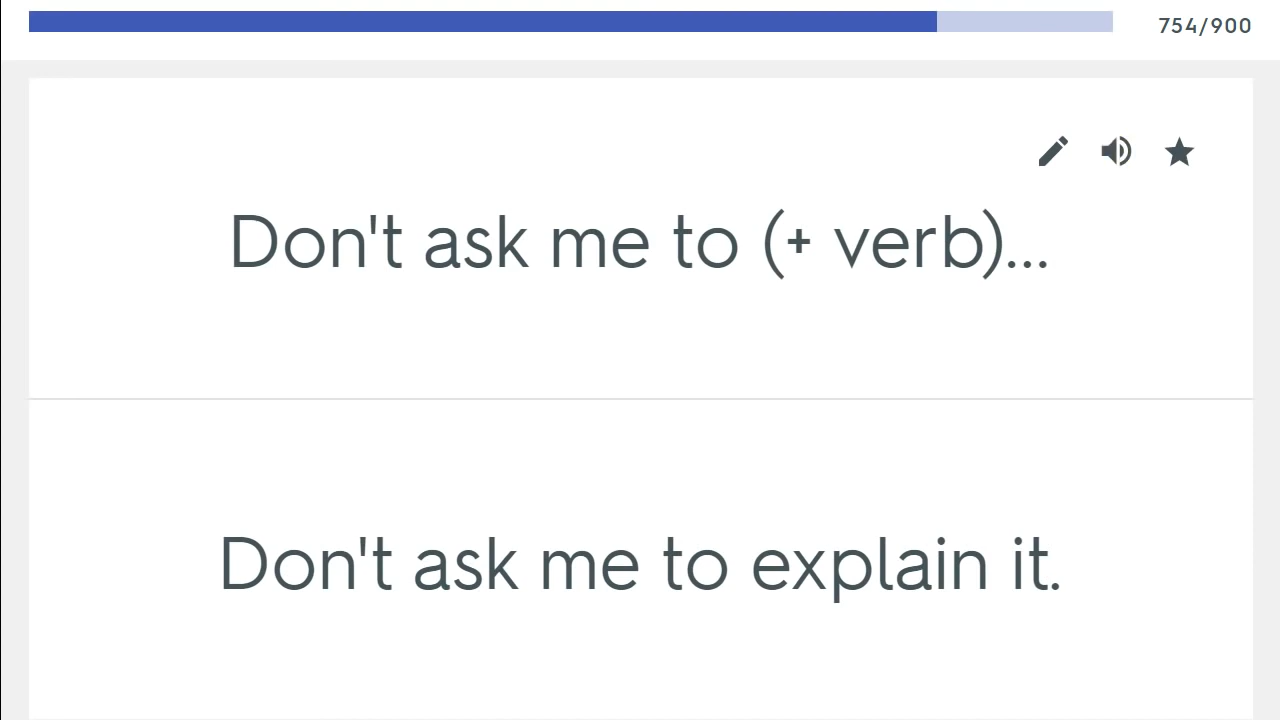 754/900
Don't ask me to (+ verb)...
Don't ask me to explain it.